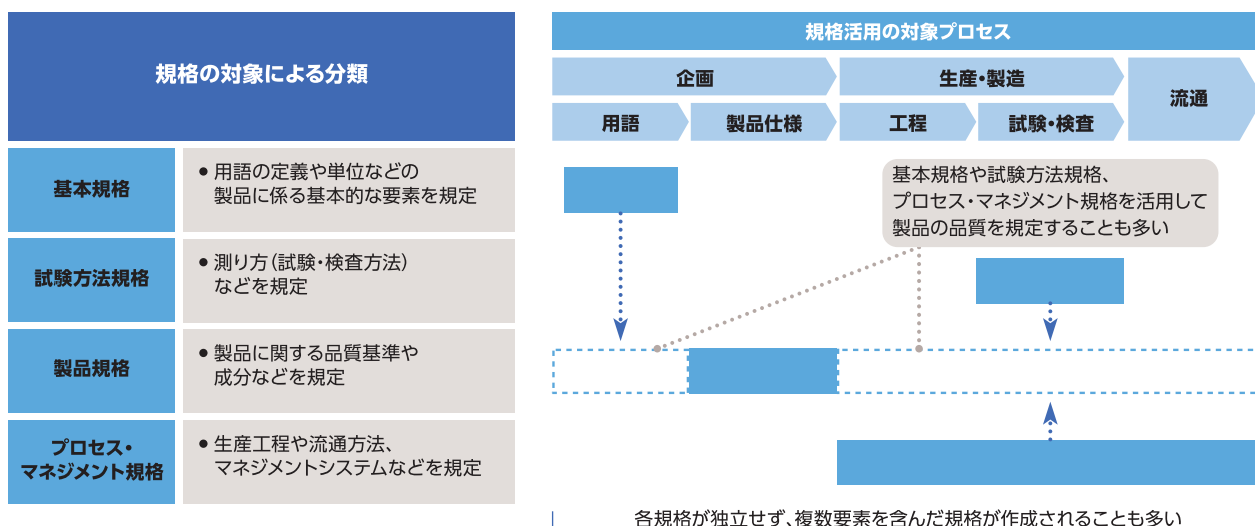 規格の対象による分類
規格活用の対象プロセス
企画
生産・製造
流通
用語
製品仕様
工程
試験・検査
基本規格
● 用語の定義や単位などの
製品に係る基本的な要素を規定
試験方法規格
● 測り方（試験・検査方法）
などを規定
製品規格
● 製品に関する品質基準や
成分などを規定
プロセス・
マネジメント規格
● 生産工程や流通方法、
マネジメントシステムなどを規定
基本規格や試験方法規格、
プロセス・マネジメント規格を活用して
製品の品質を規定することも多い
各規格が独立せず、複数要素を含んだ規格が作成されることも多い